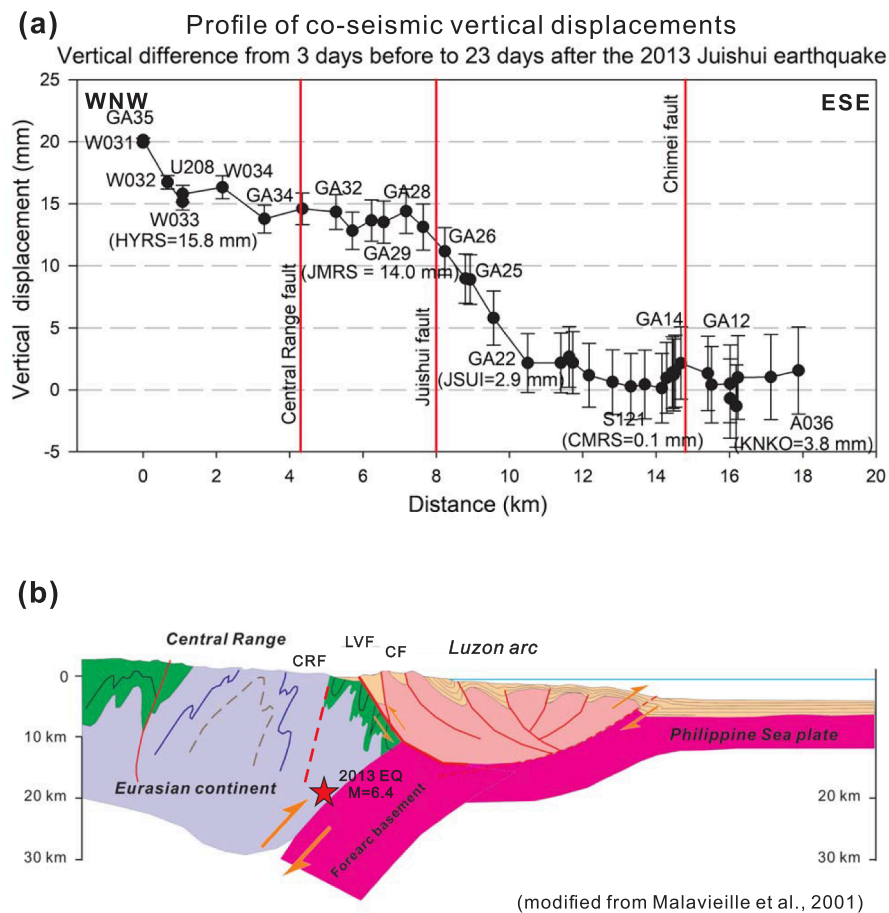 (a)
Profile of co-seismic vertical displacements
Vertical difference from 3 days before to 23 days after the 2013 Juishui earthquake
25
20
15
10
5
0
-5
Vertical displacement (mm)
WNW
ESE
GA35
W031
W032
U208
W034
W033
(HYRS=15.8 mm)
GA34
GA32
GA28
GA29
(JMRS = 14.0 mm)
GA26
GA25
GA22
(JSUI=2.9 mm)
GA14
GA12
S121
(CMRS=0.1 mm)
A036
(KNKO=3.8 mm)
Central Range fault
Juishui fault
Chimei fault
0 2 4 6 8 10 12 14 16 18 20
Distance (km)
(b)
Central Range
CRF
LVF
CF
Luzon arc
0
10 km
20 km
30 km
0
20 km
30 km
Philippine Sea plate
Eurasian continent
2013 EQ
M=6.4
Forearc basement
(modified from Malavieille et al., 2001)